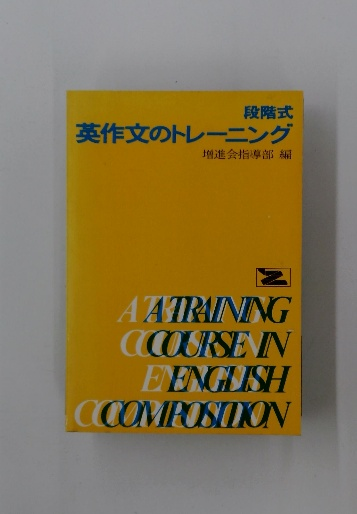 段階式
英作文のトレーニング
増進会指導部 編
Z
A TRAINING
COURSE IN
ENGLISH
COMPOSITION